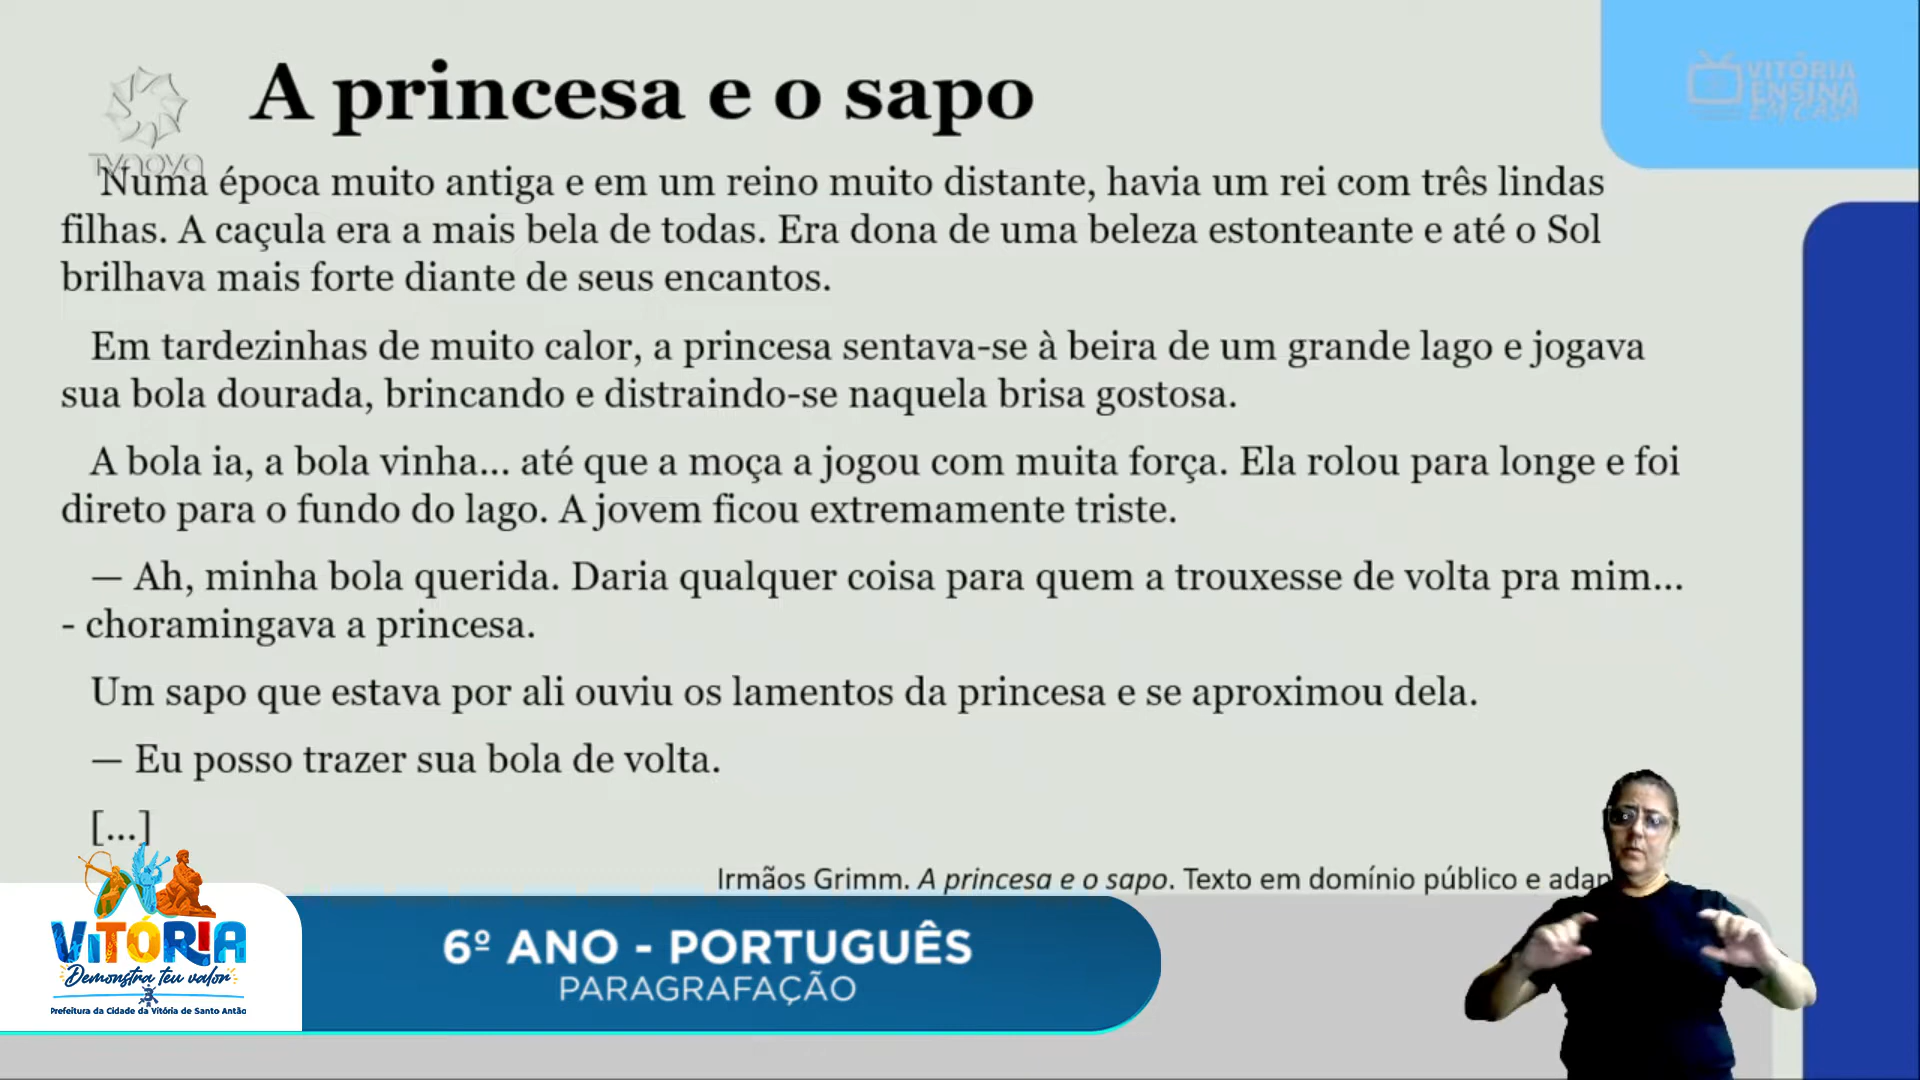 A princesa e o sapo
VITÓRIA
ENSINA
EM CASA
TV nova
Numa época muito antiga e em um reino muito distante, havia um rei com três lindas
filhas. A caçula era a mais bela de todas. Era dona de uma beleza estonteante e até o Sol
brilhava mais forte diante de seus encantos.
Em tardezinhas de muito calor, a princesa sentava-se à beira de um grande lago e jogava
sua bola dourada, brincando e distraindo-se naquela brisa gostosa.
A bola ia, a bola vinha... até que a moça a jogou com muita força. Ela rolou para longe e foi
direto para o fundo do lago. A jovem ficou extremamente triste.
— Ah, minha bola querida. Daria qualquer coisa para quem a trouxesse de volta pra mim...
- choramingava a princesa.
Um sapo que estava por ali ouviu os lamentos da princesa e se aproximou dela.
— Eu posso trazer sua bola de volta.
[...]
Irmãos Grimm. A princesa e o sapo. Texto em domínio público e adap
VITÓRIA
Demonstra teu valor
Prefeitura da Cidade da Vitória de Santo Antão
6º ANO - PORTUGUÊS
PARAGRAFAÇÃO